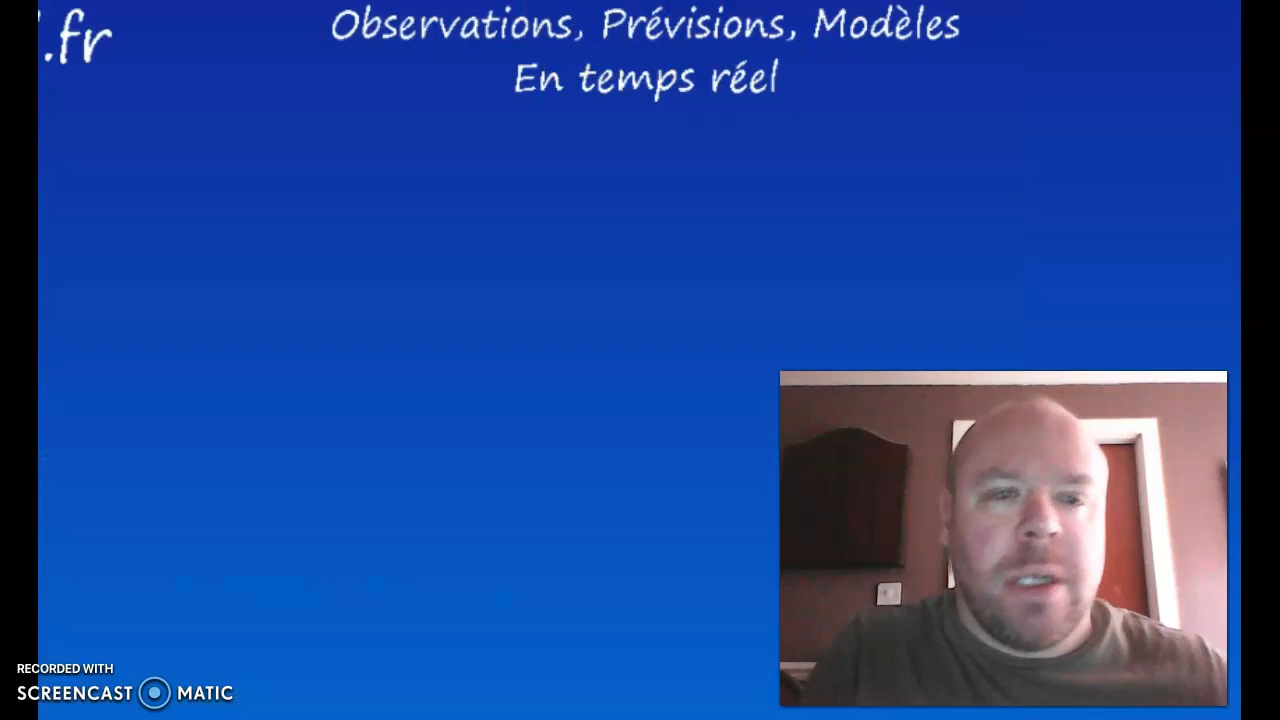 .fr
Observations, Prévisions, Modèles
En temps réel
RECORDED WITH
SCREENCAST MATIC